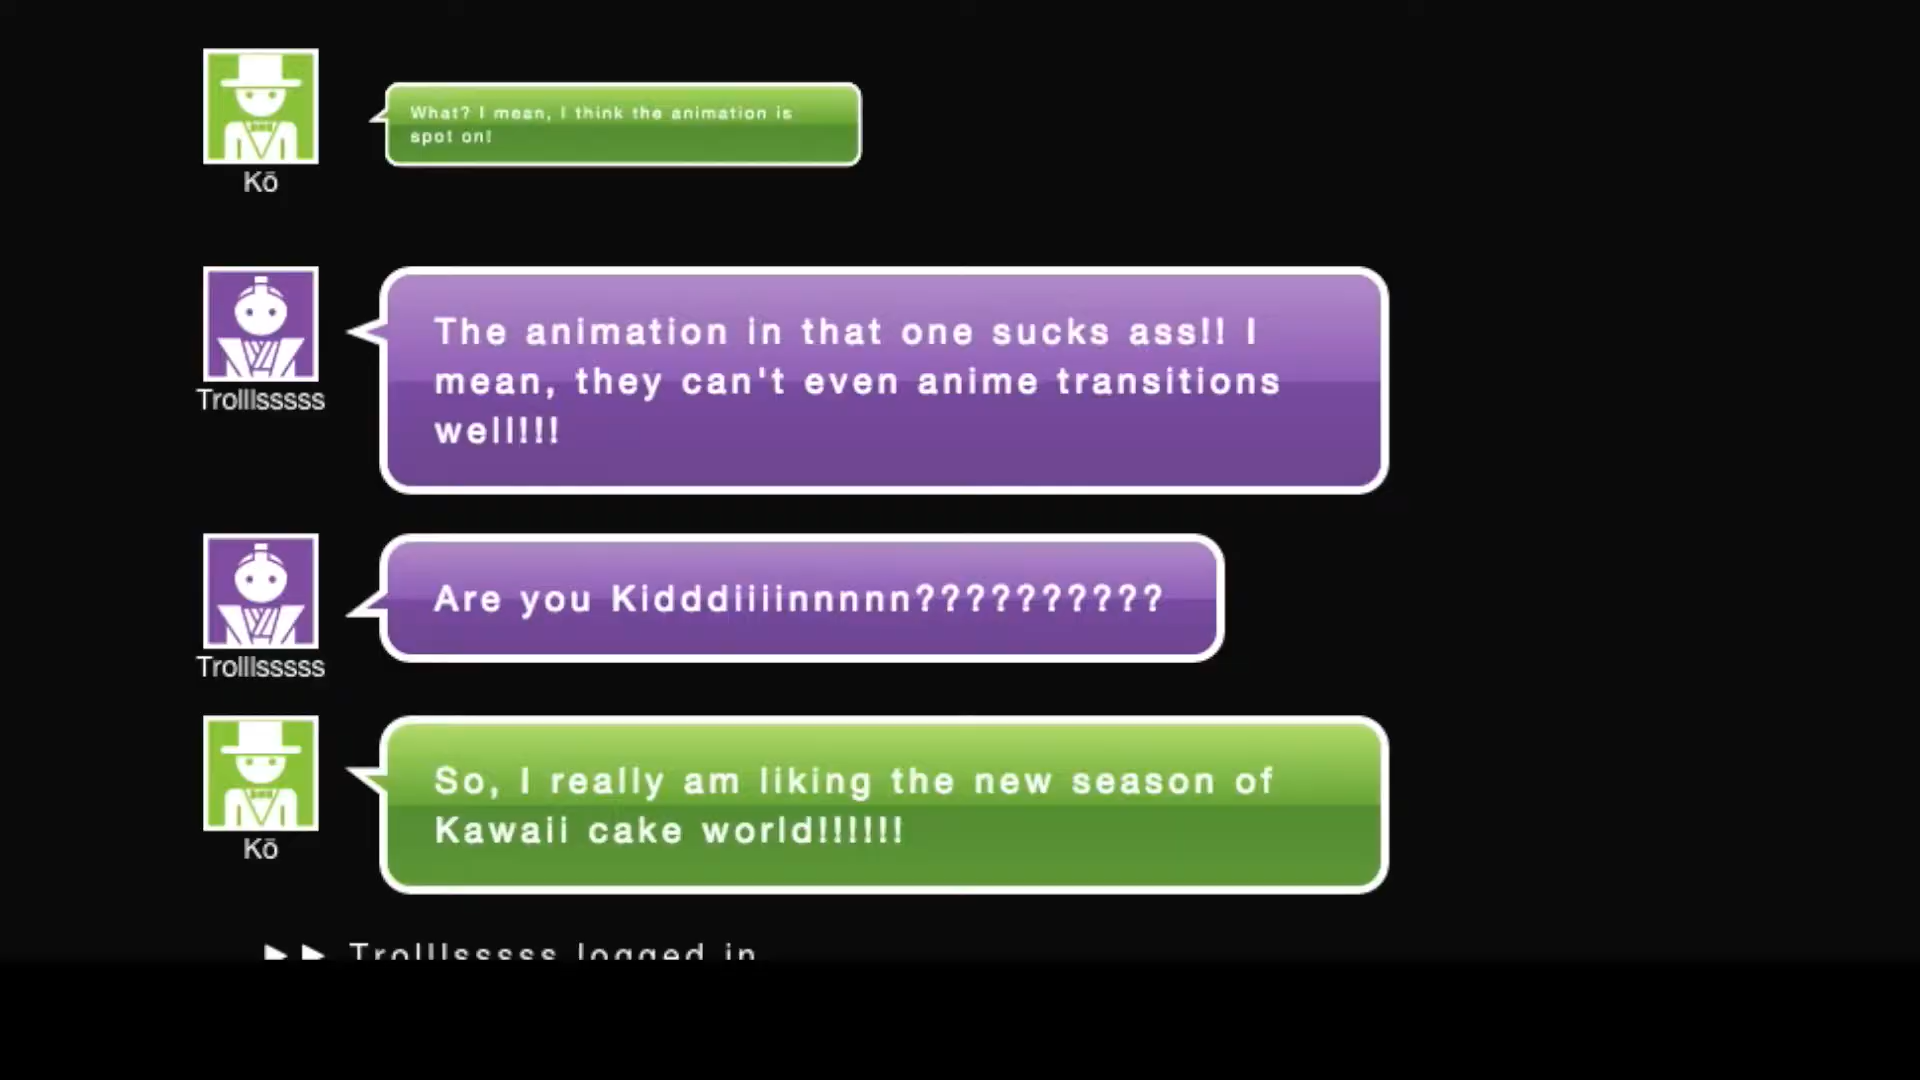 What? I mean, I think the animation is
spot on!
Kō
The animation in that one sucks ass!! I
mean, they can't even anime transitions
well!!!
Trolllsssss
Are you Kidddiiiinnnnn??????????
Trolllsssss
So, I really am liking the new season of
Kawaii cake world!!!!!!
Kō
▶▶ Trolllsssss logged in